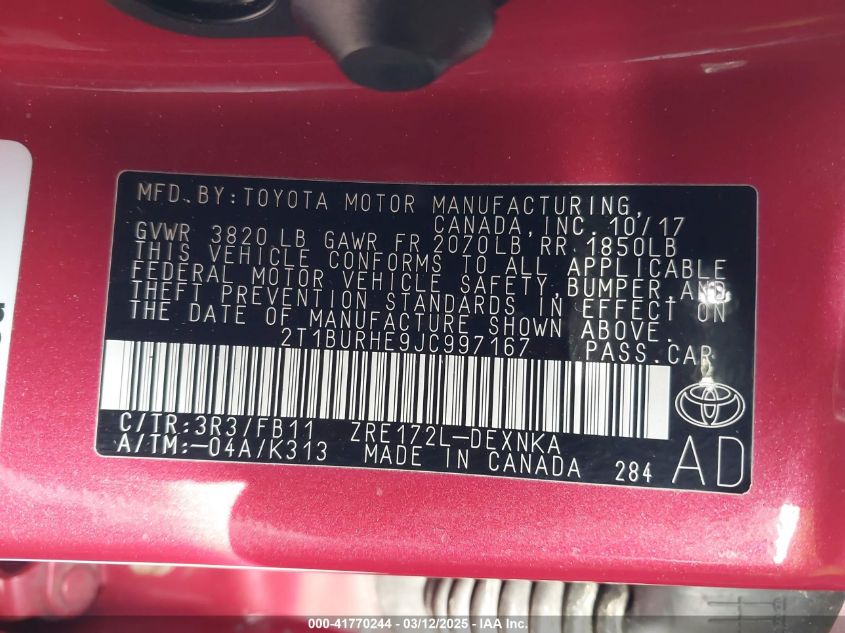 MFD. BY: TOYOTA MOTOR MANUFACTURING,
CANADA, INC. 10/17
GVWR 3820 LB GAWR FR 2070LB RR 1850LB
THIS VEHICLE CONFORMS TO ALL APPLICABLE
FEDERAL MOTOR VEHICLE SAFETY, BUMPER, AND
THEFT PREVENTION STANDARDS IN EFFECT ON
THE DATE OF MANUFACTURE SHOWN ABOVE.
2T1BURHE9JC997167 PASS. CAR
C/TR: 3R3/FB11 ZRE172L-DEXNKA
A/TM: -04A/K313 MADE IN CANADA 284
AD
000-41770244 - 03/12/2025 - IAA Inc.